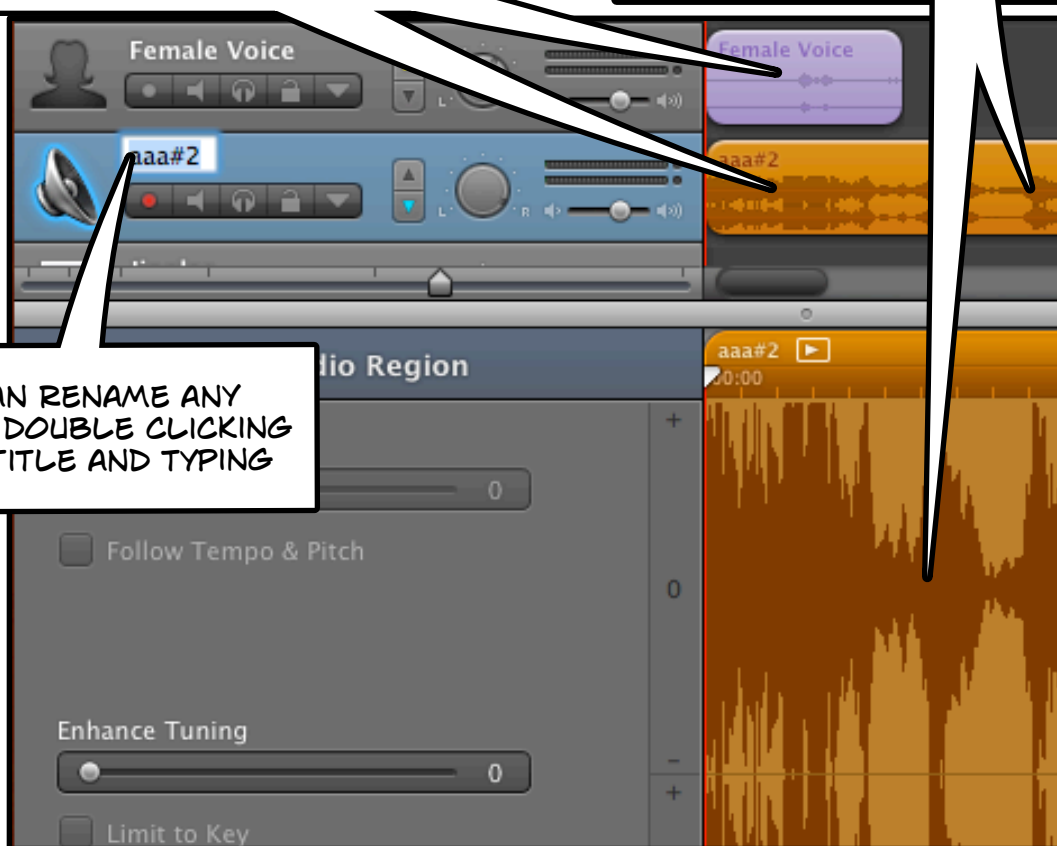 Female Voice
Female Voice
aaa#2
aaa#2
L
R
Audio Region
aaa#2
00:00
AN RENAME ANY
DOUBLE CLICKING
TITLE AND TYPING
0
Follow Tempo & Pitch
0
Enhance Tuning
0
Limit to Key